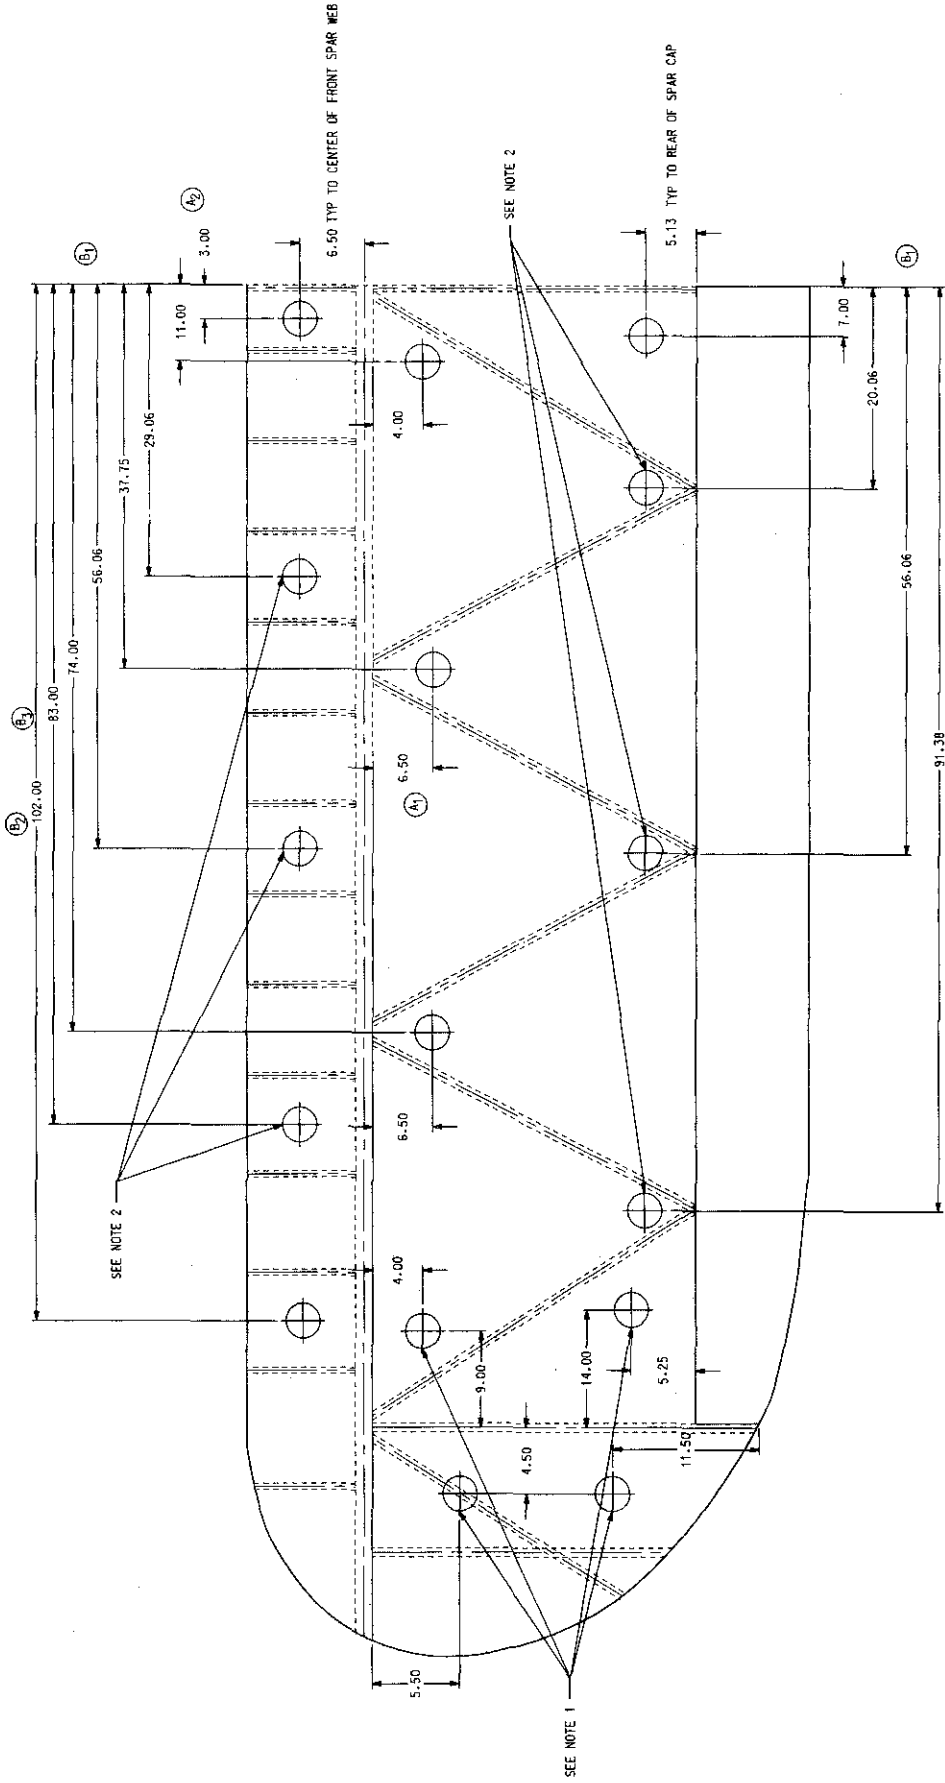 B2
102.00
B3
83.00
74.00
B1
56.06
37.75
29.06
11.00
A2
3.00
6.50 TYP TO CENTER OF FRONT SPAR WEB
SEE NOTE 2
4.00
6.50
A1
6.50
4.00
SEE NOTE 2
5.13 TYP TO REAR OF SPAR CAP
7.00
20.06
B1
56.06
91.38
9.00
14.00
5.25
4.50
11.50
5.50
SEE NOTE 1